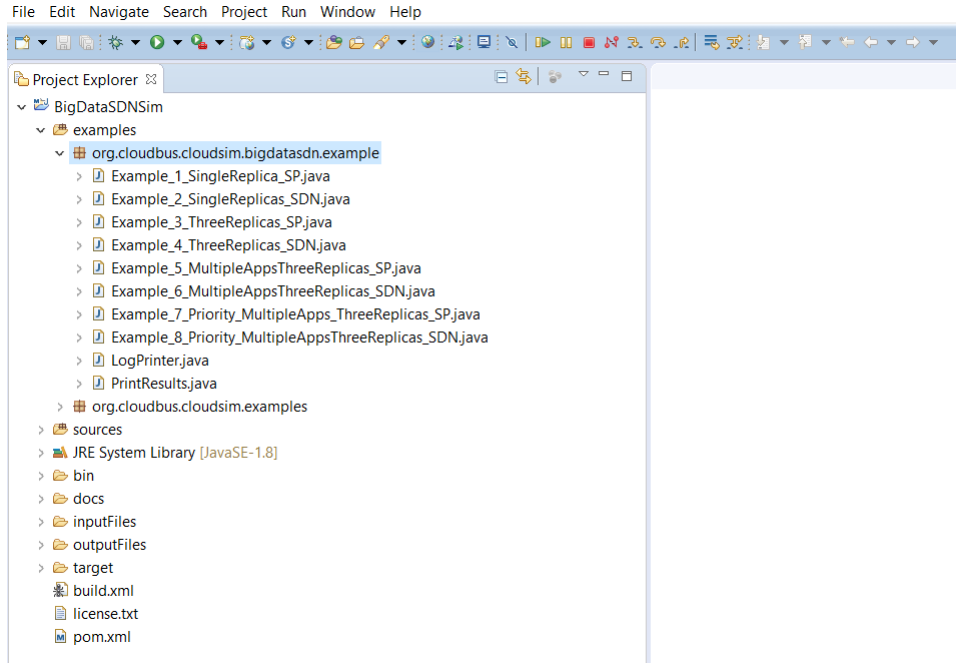 File Edit Navigate Search Project Run Window Help
Project Explorer
BigDataSDNSim
examples
org.cloudbus.cloudsim.bigdatasdn.example
Example_1_SingleReplica_SP.java
Example_2_SingleReplicas_SDN.java
Example_3_ThreeReplicas_SP.java
Example_4_ThreeReplicas_SDN.java
Example_5_MultipleAppsThreeReplicas_SP.java
Example_6_MultipleAppsThreeReplicas_SDN.java
Example_7_Priority_MultipleApps_ThreeReplicas_SP.java
Example_8_Priority_MultipleAppsThreeReplicas_SDN.java
LogPrinter.java
PrintResults.java
org.cloudbus.cloudsim.examples
sources
JRE System Library [JavaSE-1.8]
bin
docs
inputFiles
outputFiles
target
build.xml
license.txt
pom.xml